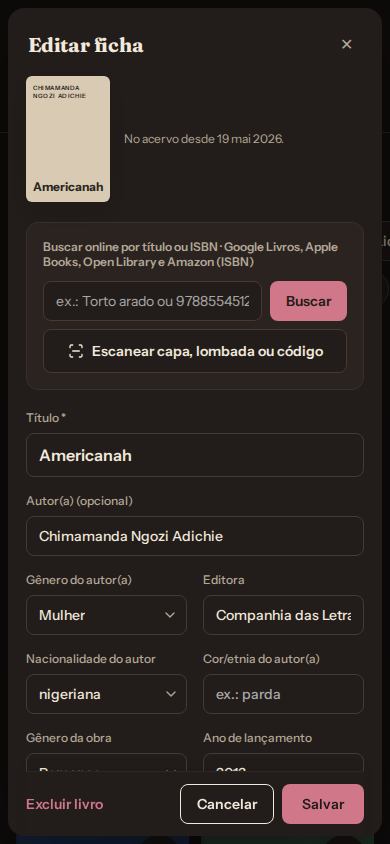 Editar ficha
CHIMAMANDA
NGOZI ADICHIE
Americanah
No acervo desde 19 mai 2026.
Buscar online por título ou ISBN · Google Livros, Apple
Books, Open Library e Amazon (ISBN)
ex.: Torto arado ou 9788554512
Buscar
Escanear capa, lombada ou código
Título *
Americanah
Autor(a) (opcional)
Chimamanda Ngozi Adichie
Gênero do autor(a)
Editora
Mulher
Companhia das Letra
Nacionalidade do autor
Cor/etnia do autor(a)
nigeriana
ex.: parda
Gênero da obra
Ano de lançamento
Excluir livro
Cancelar
Salvar